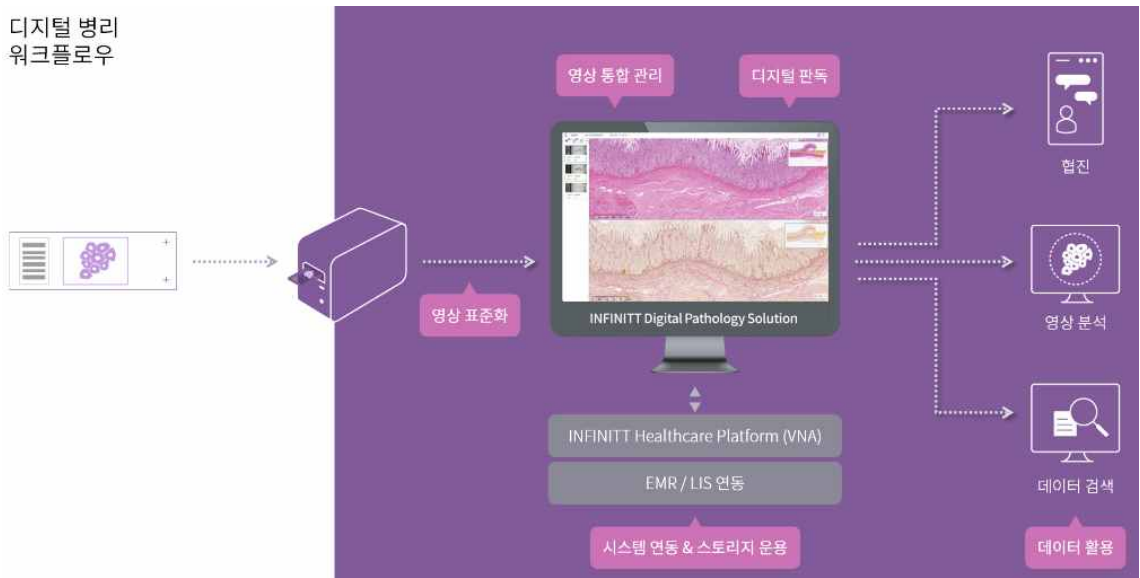 디지털 병리
워크플로우
영상 통합 관리
디지털 판독
협진
영상 표준화
INFINITT Digital Pathology Solution
영상 분석
INFINITT Healthcare Platform (VNA)
EMR / LIS 연동
데이터 검색
시스템 연동 & 스토리지 운용
데이터 활용